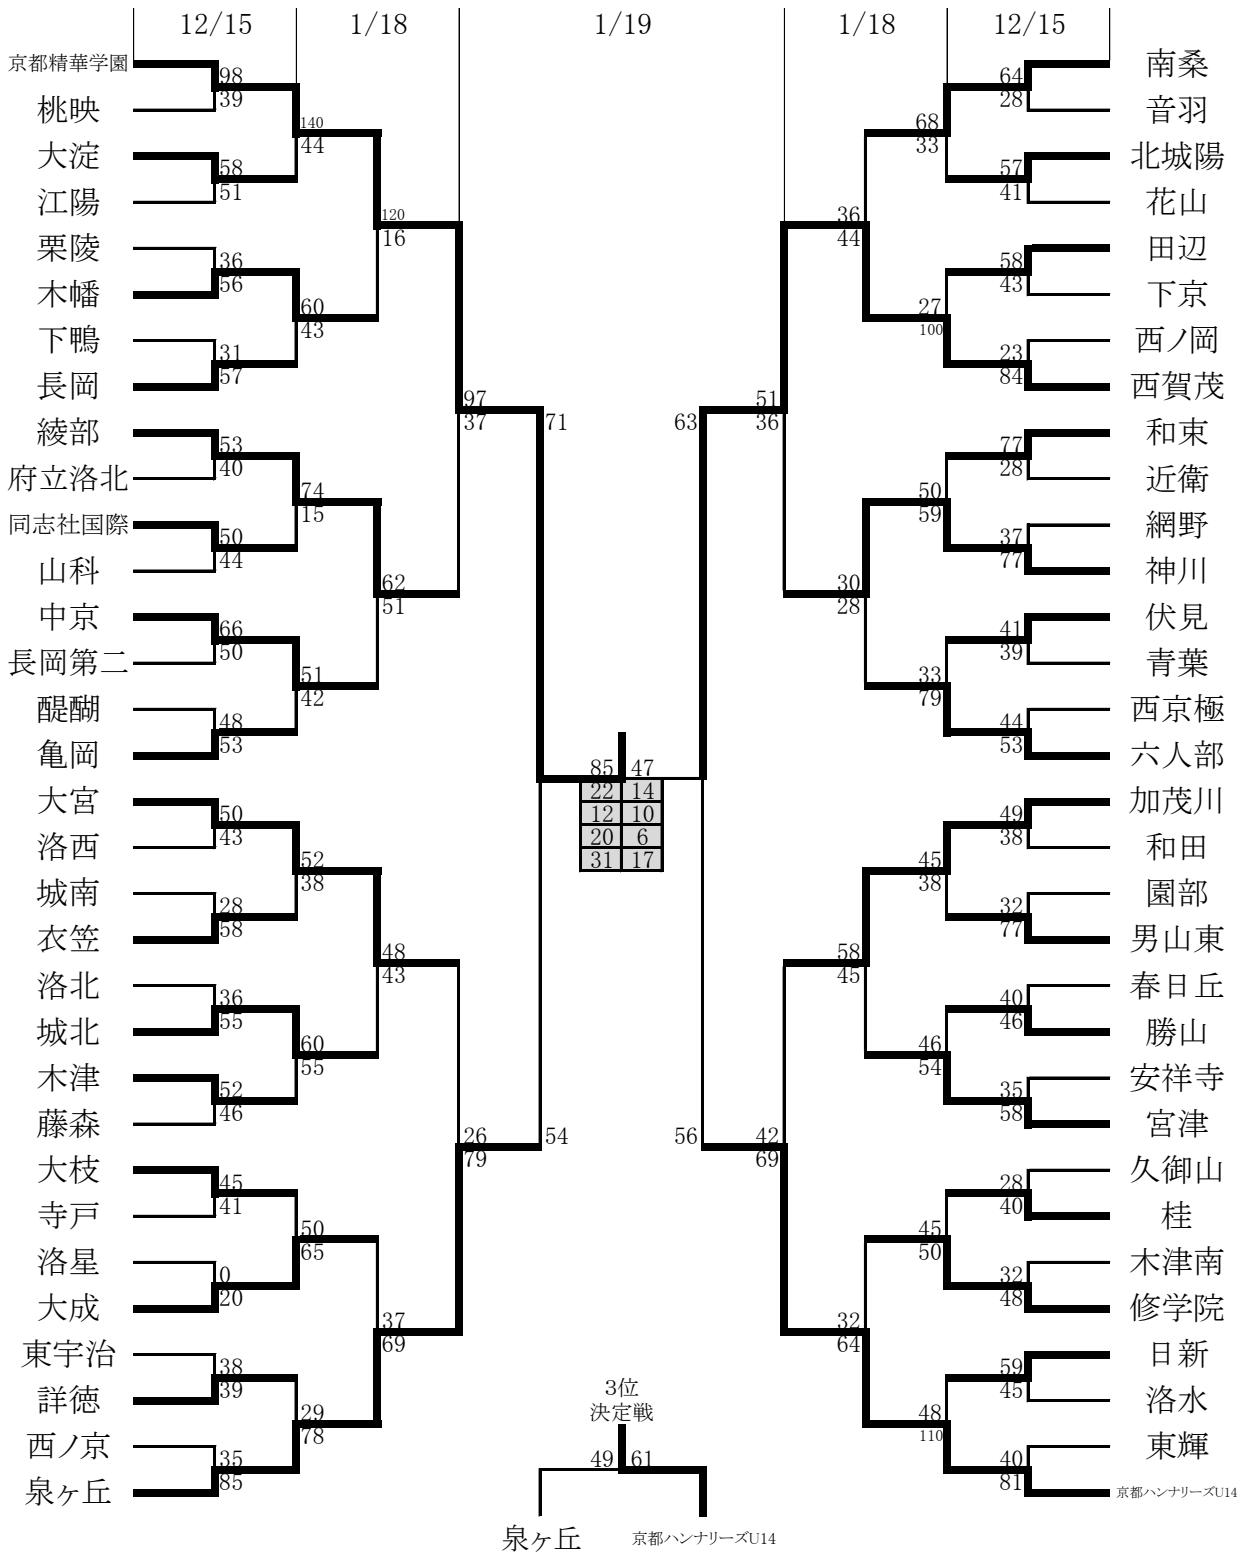 12/15 1/18 1/19 1/18 12/15
京都精華学園
98
39
桃映
140
44
大淀
58
51
江陽
120
16
栗陵
36
56
木幡
60
43
下鴨
31
57
長岡
97
37
71
綾部
53
40
府立洛北
74
15
同志社国際
50
44
山科
62
51
中京
66
50
長岡第二
51
42
醍醐
48
53
亀岡
大宮
50
43
洛西
52
38
城南
28
58
衣笠
48
43
洛北
36
55
城北
60
55
木津
52
46
藤森
26
79
54
大枝
45
41
寺戸
50
65
洛星
0
20
大成
37
69
東宇治
38
39
詳徳
29
78
西ノ京
35
85
泉ヶ丘
85 47
22 14
12 10
20 6
31 17
3位
決定戦
49 61
泉ヶ丘 京都ハンナリーズU14
南桑
64
28
音羽
68
33
北城陽
57
41
花山
36
44
田辺
58
43
下京
27
100
西ノ岡
23
84
西賀茂
63
51
36
和束
77
28
近衛
50
59
網野
37
77
神川
30
28
伏見
41
39
青葉
33
79
西京極
44
53
六人部
加茂川
49
38
和田
45
38
園部
32
77
男山東
58
45
春日丘
40
46
勝山
46
54
安祥寺
35
58
宮津
56
42
69
久御山
28
40
桂
45
50
木津南
32
48
修学院
32
64
日新
59
45
洛水
48
110
東輝
40
81
京都ハンナリーズU14